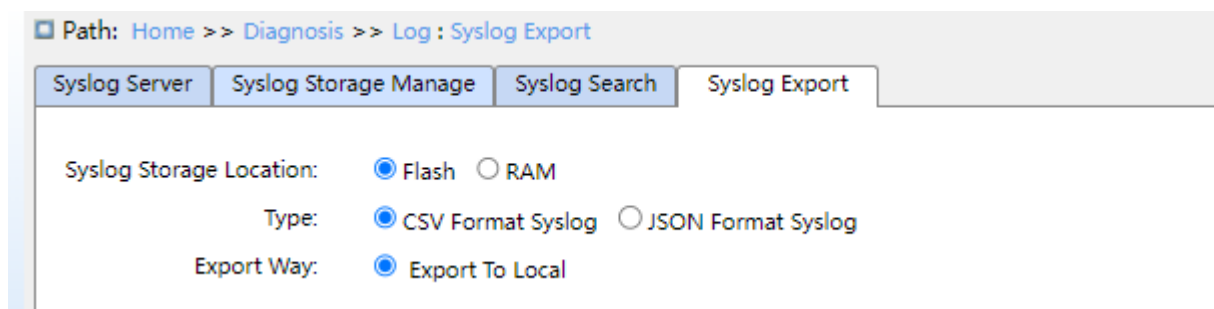 Path: Home >> Diagnosis >> Log : Syslog Export
Syslog Server Syslog Storage Manage Syslog Search Syslog Export
Syslog Storage Location: Flash RAM
Type: CSV Format Syslog JSON Format Syslog
Export Way: Export To Local